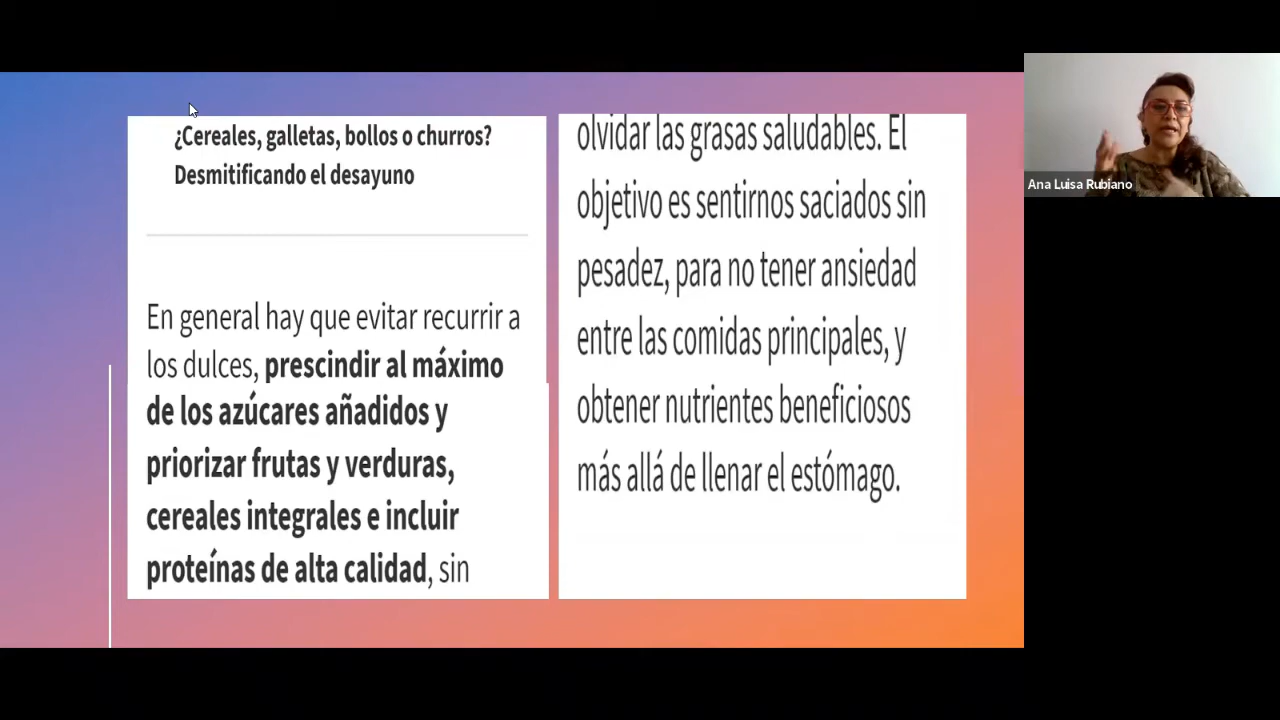 ¿Cereales, galletas, bollos o churros?
Desmitificando el desayuno
En general hay que evitar recurrir a
los dulces, prescindir al máximo
de los azúcares añadidos y
priorizar frutas y verduras,
cereales integrales e incluir
proteínas de alta calidad, sin
olvidar las grasas saludables. El
objetivo es sentirnos saciados sin
pesadez, para no tener ansiedad
entre las comidas principales, y
obtener nutrientes beneficiosos
más allá de llenar el estómago.
Ana Luisa Rubiano